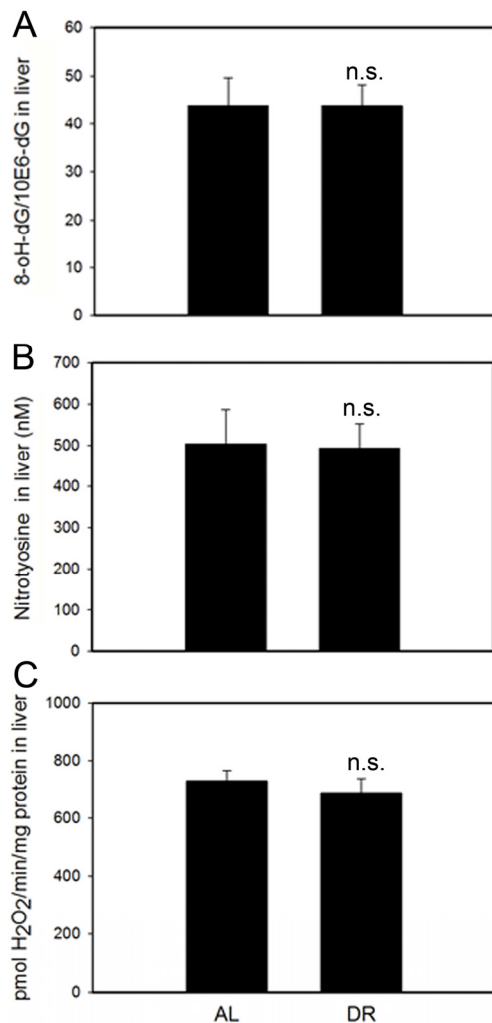 A
8-oH-dG/10E6-dG in liver
60
50
40
30
20
10
0
n.s.
B
Nitrotyosine in liver (nM)
700
600
500
400
300
200
100
0
n.s.
C
pmol H₂O₂/min/mg protein in liver
1000
800
600
400
200
0
n.s.
AL
DR